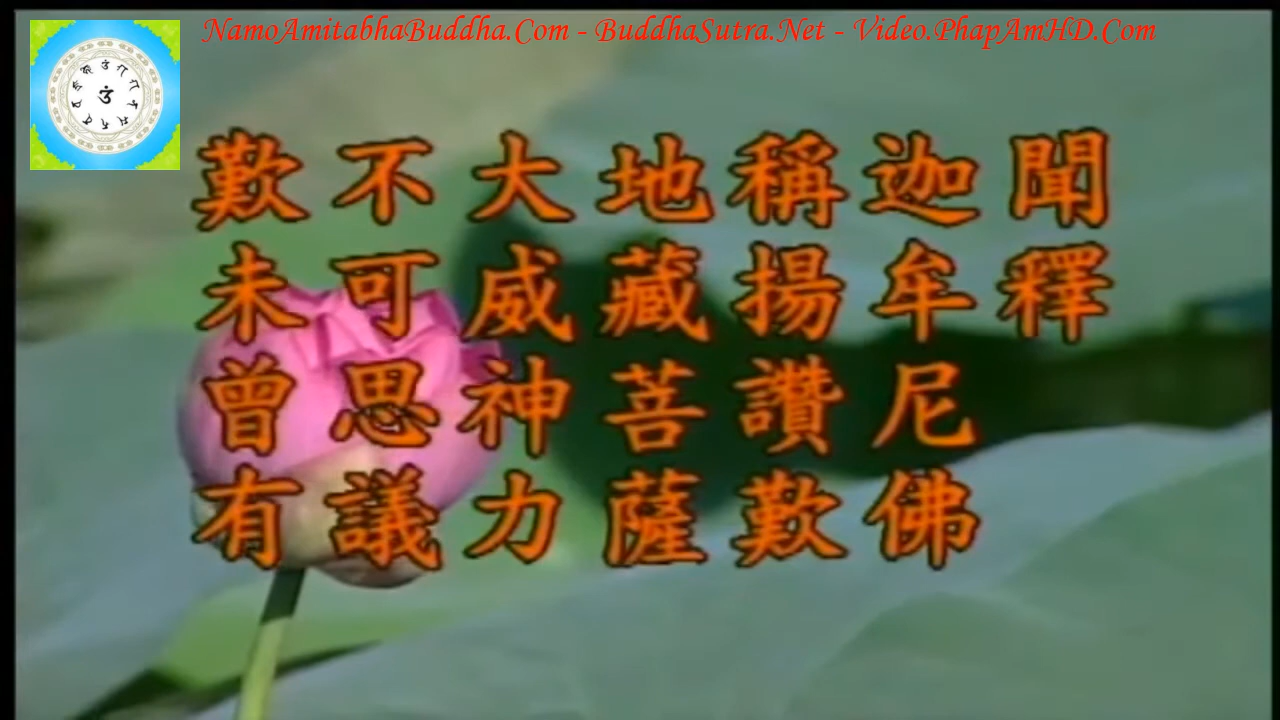 NamoAmitabhaBuddha.Com - BuddhaSutra.Net - Video.PhapAmHD.Com
聞釋
迦牟尼佛
稱揚讚歎
地藏菩薩
大威神力
不可思議
歎未曾有